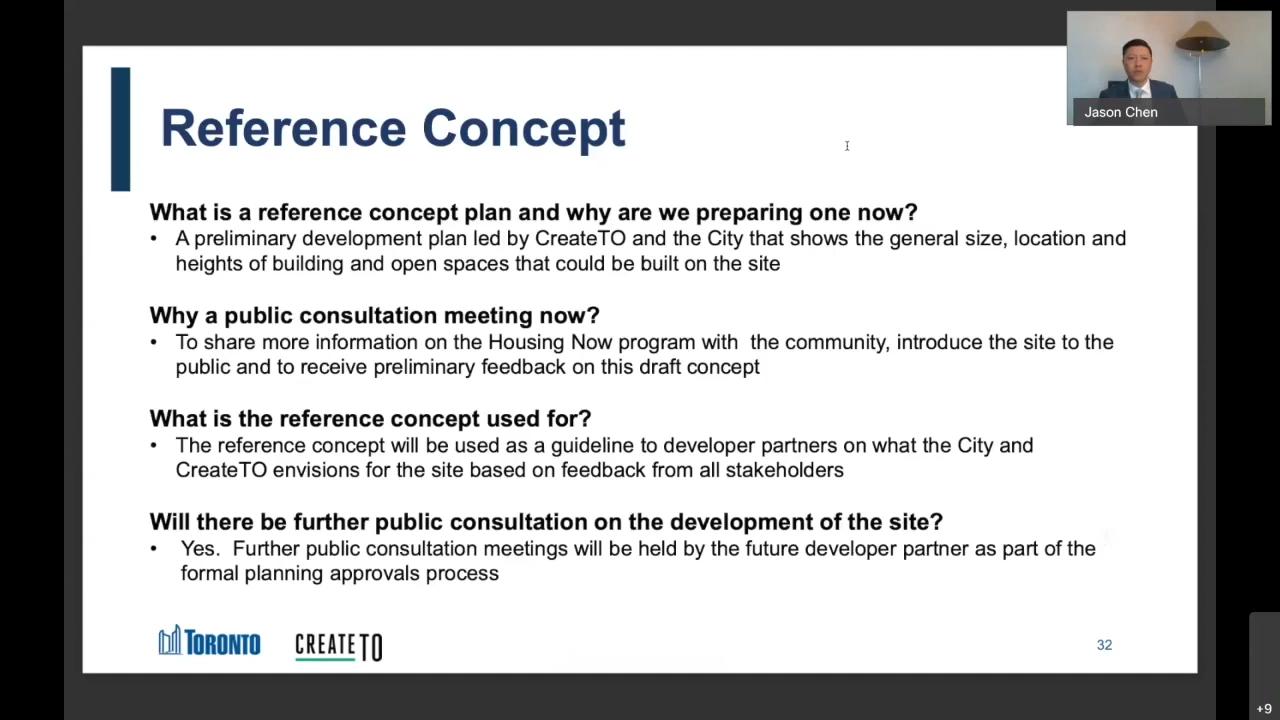 Jason Chen
Reference Concept
What is a reference concept plan and why are we preparing one now?
• A preliminary development plan led by CreateTO and the City that shows the general size, location and
heights of building and open spaces that could be built on the site
Why a public consultation meeting now?
• To share more information on the Housing Now program with  the community, introduce the site to the
public and to receive preliminary feedback on this draft concept
What is the reference concept used for?
• The reference concept will be used as a guideline to developer partners on what the City and
CreateTO envisions for the site based on feedback from all stakeholders
Will there be further public consultation on the development of the site?
• Yes.  Further public consultation meetings will be held by the future developer partner as part of the
formal planning approvals process
TORONTO
CREATETO
32
+9